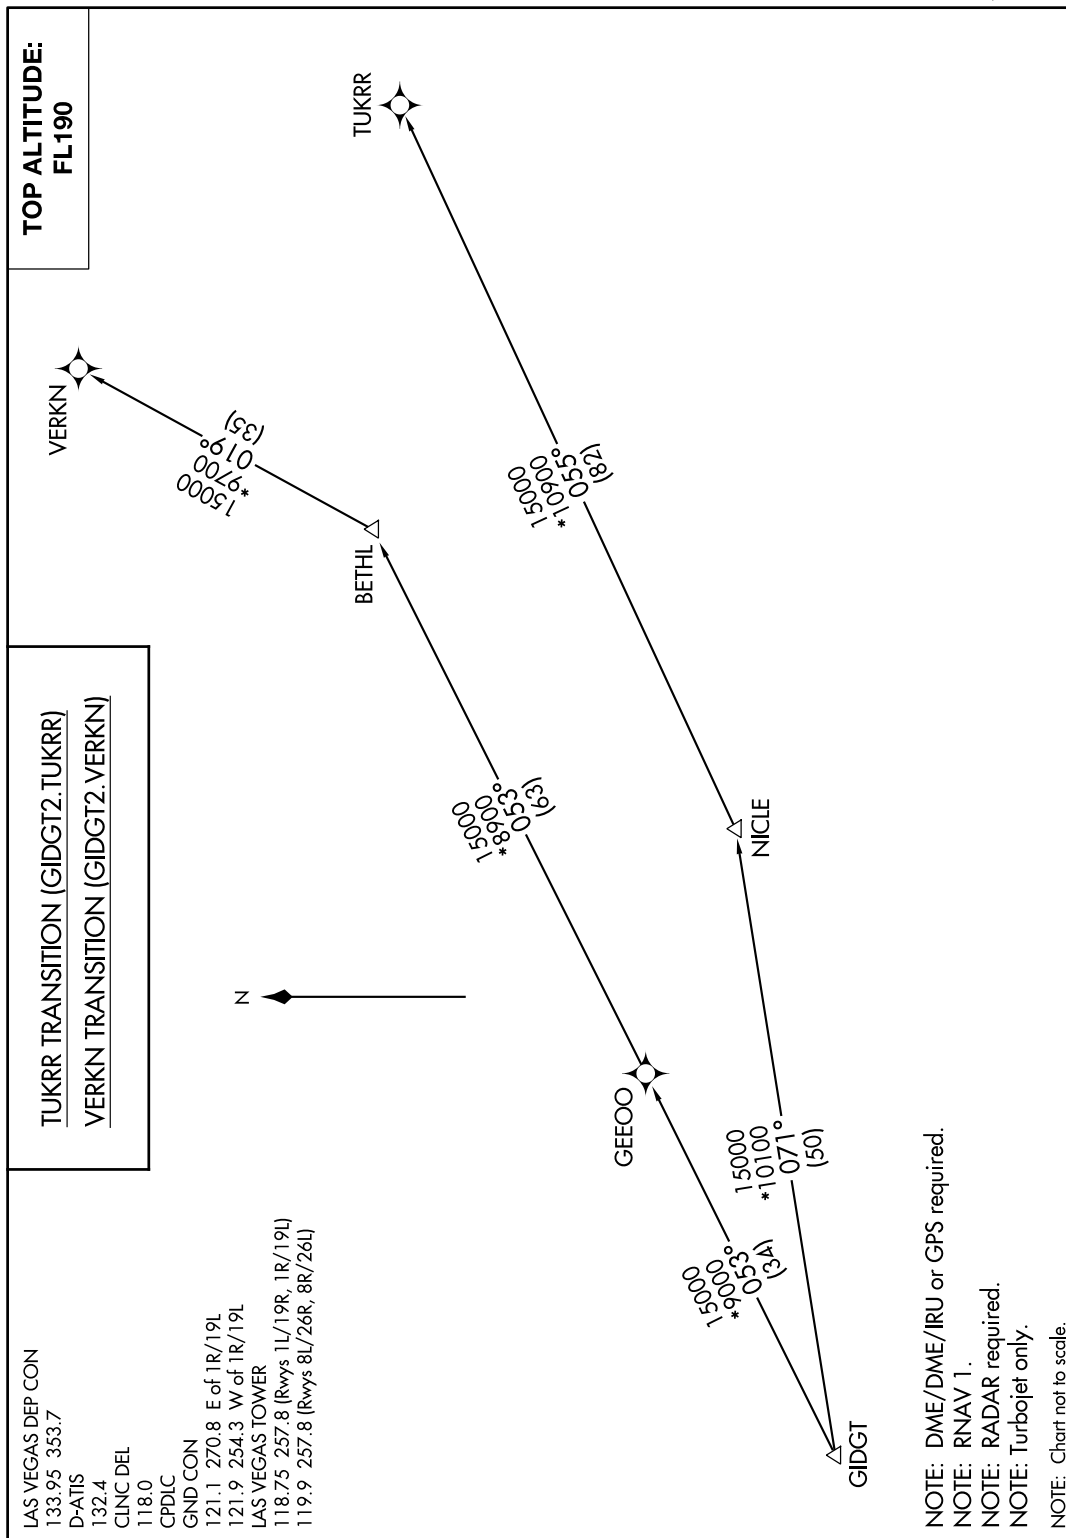 LAS VEGAS DEP CON
133.95 353.7
D-ATIS
132.4
CLNC DEL
118.0
CPDLC
GND CON
121.1 270.8 E of 1R/19L
121.9 254.3 W of 1R/19L
LAS VEGAS TOWER
118.75 257.8 (Rwys 1L/19R, 1R/19L)
119.9 257.8 (Rwys 8L/26R, 8R/26L)
TUKRR TRANSITION (GIDGT2.TUKRR)
VERKN TRANSITION (GIDGT2.VERKN)
TOP ALTITUDE:
FL190
N
VERKN
15000
*9700
019°
(35)
BETHL
TUKRR
15000
*8900
053°
(63)
15000
*10900
055°
(82)
GEEOO
NICLE
15000
*9000
053°
(34)
15000
*10100
071°
(50)
GIDGT
NOTE: DME/DME/IRU or GPS required.
NOTE: RNAV 1.
NOTE: RADAR required.
NOTE: Turbojet only.
NOTE: Chart not to scale.